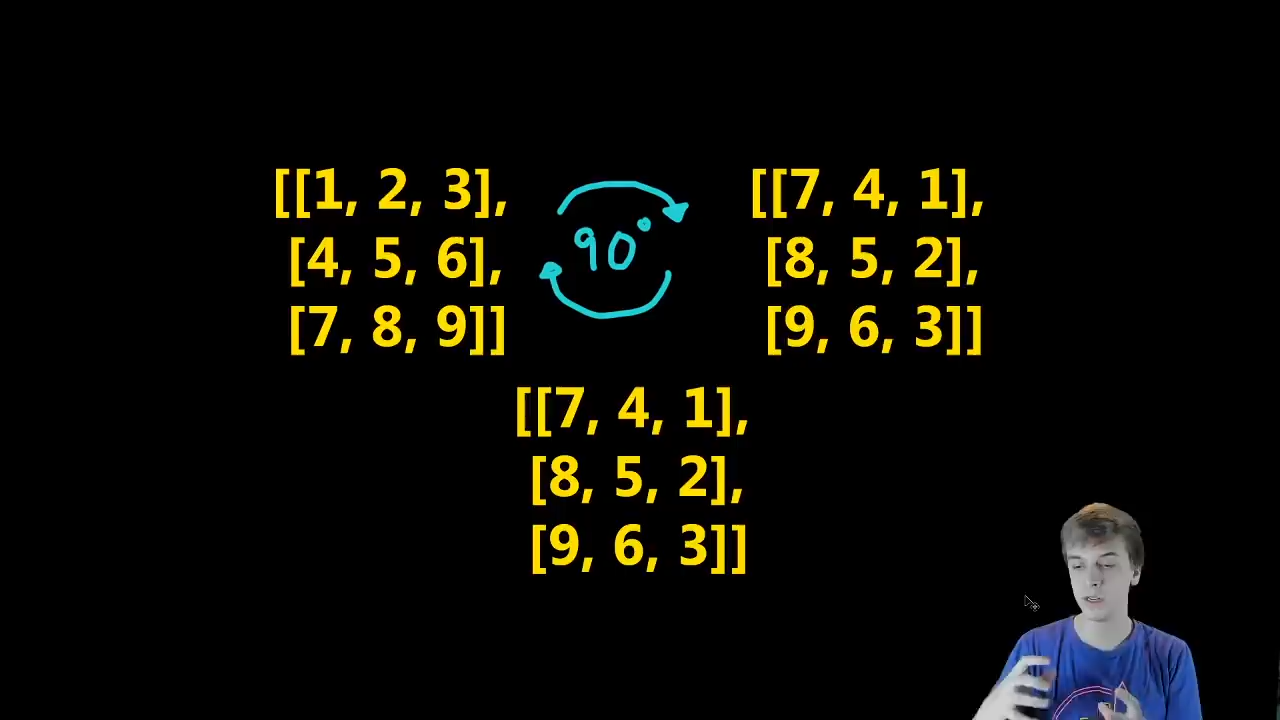 [[1, 2, 3],
[4, 5, 6],
[7, 8, 9]]
90°
[[7, 4, 1],
[8, 5, 2],
[9, 6, 3]]
[[7, 4, 1],
[8, 5, 2],
[9, 6, 3]]